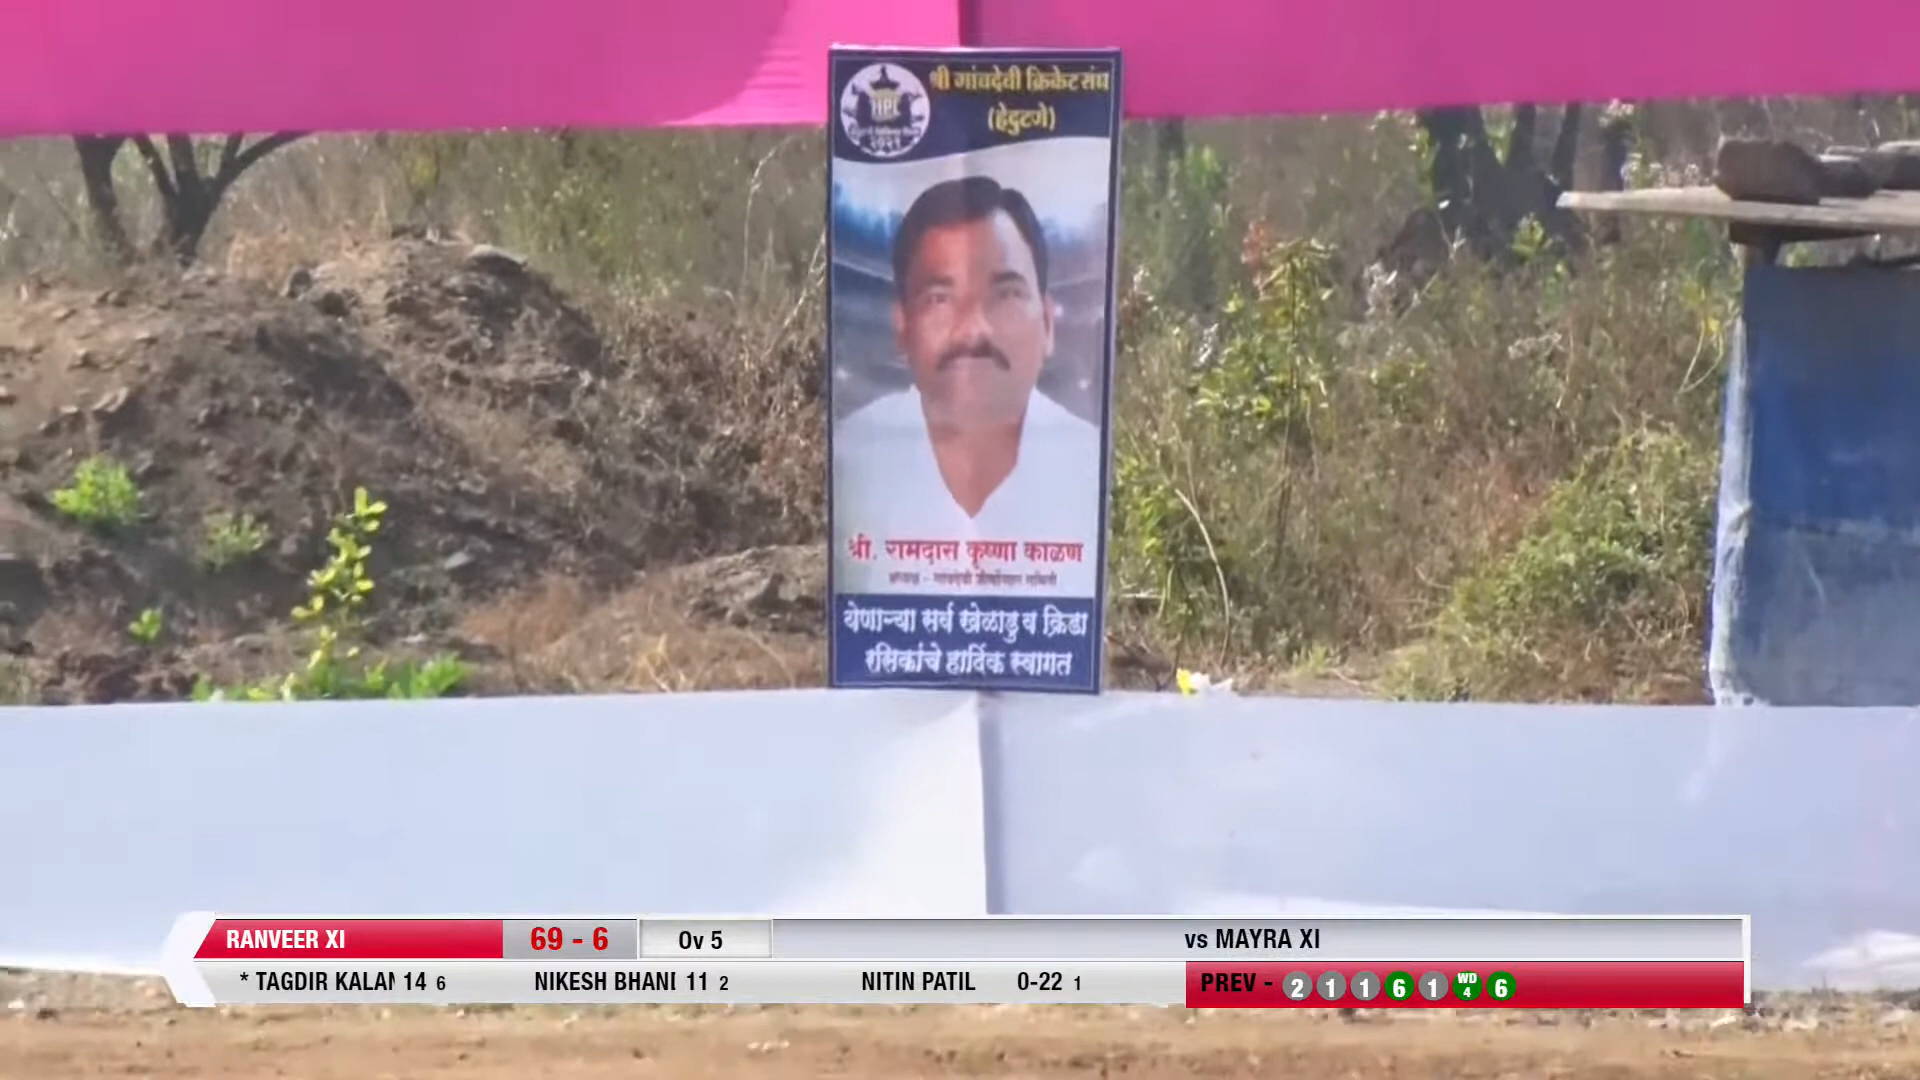 श्री गांवदेवी क्रिकेट संघ
(हेदुटणे)
HPL
२०२१
श्री. रामदास कृष्णा काळण
येणाऱ्या सर्व खेळाडु व क्रिडा
रसिकांचे हार्दिक स्वागत
RANVEER XI 69 - 6 Ov 5 vs MAYRA XI
* TAGDIR KALAN 14 6 NIKESH BHANI 11 2 NITIN PATIL 0-22 1 PREV - 2 1 1 6 1 WD 4 6